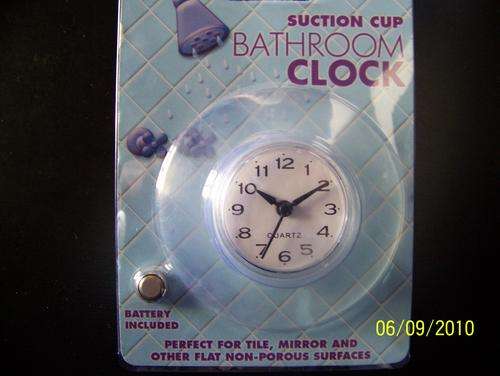 SUCTION CUP
BATHROOM
CLOCK
12
11 1
10 2
9 3
8 4
QUARTZ
7 5
6
BATTERY
INCLUDED
PERFECT FOR TILE, MIRROR AND
OTHER FLAT NON-POROUS SURFACES
06/09/2010